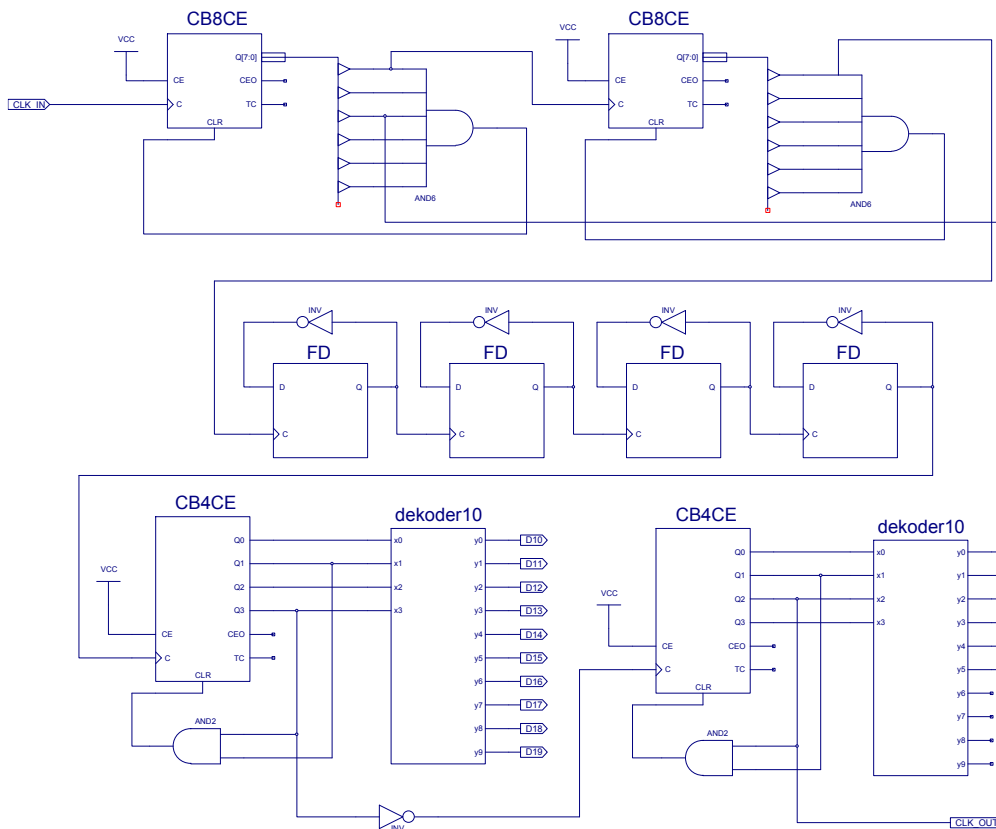 CB8CE
CB8CE
VCC
VCC
Q[7:0]
Q[7:0]
CE
CEO
CE
CEO
CLK_IN
C
TC
C
TC
CLR
CLR
AND6
AND6
INV
INV
INV
INV
FD
FD
FD
FD
D
Q
D
Q
D
Q
D
Q
C
C
C
C
CB4CE
dekoder10
CB4CE
dekoder10
Q0
x0
y0
D10
Q1
x1
y1
D11
VCC
Q2
x2
y2
D12
Q3
x3
y3
D13
CE
CEO
y4
D14
C
TC
y5
D15
CLR
y6
D16
AND2
y7
D17
y8
D18
y9
D19
INV
Q0
x0
y0
Q1
x1
y1
VCC
Q2
x2
y2
Q3
x3
y3
CE
CEO
y4
C
TC
y5
CLR
y6
AND2
y7
y8
y9
CLK_OUT